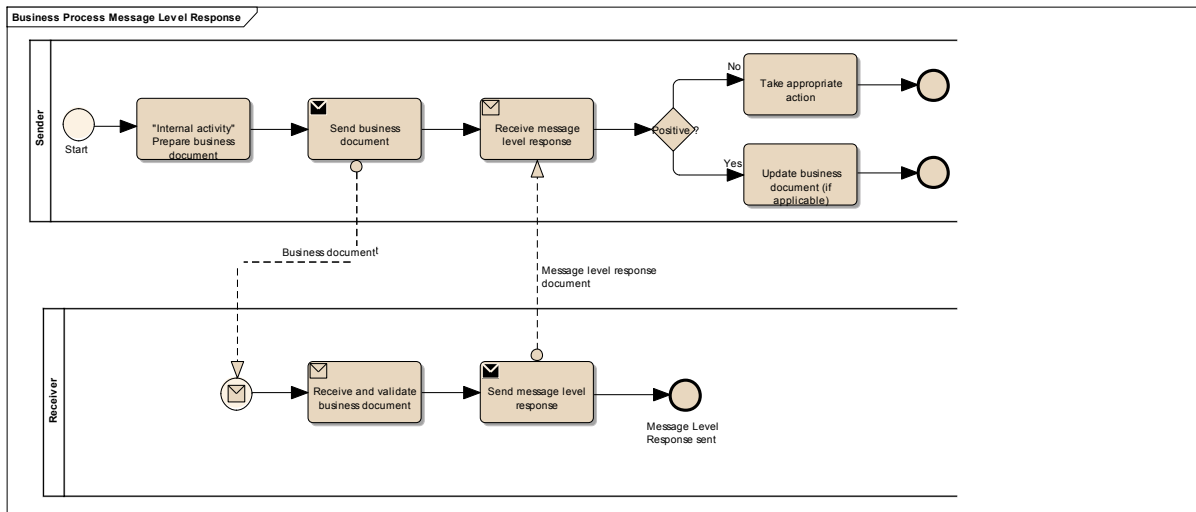 Business Process Message Level Response
Sender
Start
"Internal activity"
Prepare business
document
Send business
document
Receive message
level response
Positive ?
No
Take appropriate
action
Yes
Update business
document (if
applicable)
Business document
Message level response
document
Receiver
Receive and validate
business document
Send message level
response
Message Level
Response sent